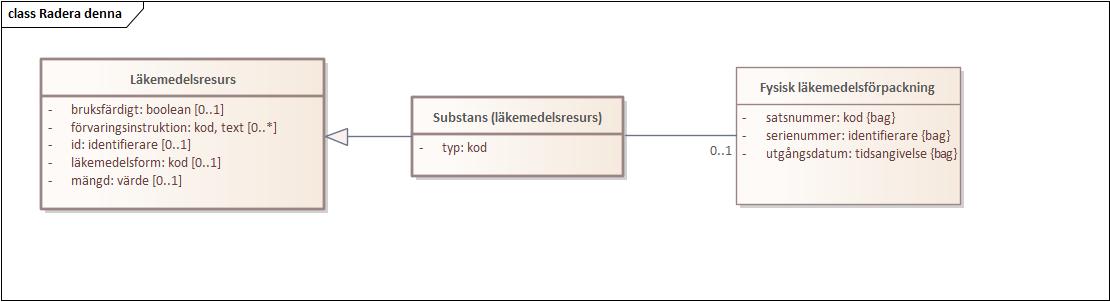 class Radera denna
Läkemedelsresurs
- bruksfärdigt: boolean [0..1]
- förvaringsinstruktion: kod, text [0..*]
- id: identifierare [0..1]
- läkemedelsform: kod [0..1]
- mängd: värde [0..1]
Substans (läkemedelsresurs)
- typ: kod
0..1
Fysisk läkemedelsförpackning
- satsnummer: kod {bag}
- serienummer: identifierare {bag}
- utgångsdatum: tidsangivelse {bag}